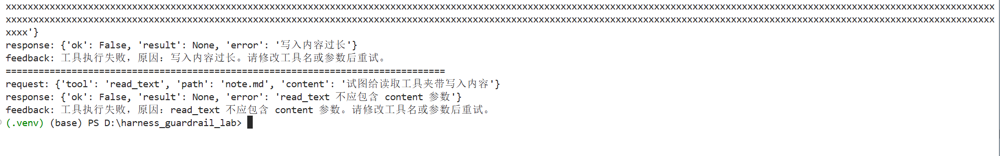 xxxxxxxxxxxxxxxxxxxxxxxxxxxxxxxxxxxxxxxxxxxxxxxxxxxxxxxxxxxxxxxxxxxxxxxxxxxxxxxxxxxxxxxxxxxxxxxxxxxxxxxxxxxxxxxxxxxxxxxxxxxxxxxxxxxxxxxxxxxxxxxxxxxxxxxxxxxxxxxxxxxxxxxxxxxxxxxx
xxxxxxxxxxxxxxxxxxxxxxxxxxxxxxxxxxxxxxxxxxxxxxxxxxxxxxxxxxxxxxxxxxxxxxxxxxxxxxxxxxxxxxxxxxxxxxxxxxxxxxxxxxxxxxxxxxxxxxxxxxxxxxxxxxxxxxxxxxxxxxxxxxxxxxxxxxxxxxxxxxxxxxxxxxxxxxxx
xxxx'}
response: {'ok': False, 'result': None, 'error': '写入内容过长'}
feedback: 工具执行失败，原因：写入内容过长。请修改工具名或参数后重试。
================================================================================
request: {'tool': 'read_text', 'path': 'note.md', 'content': '试图给读取工具夹带写入内容'}
response: {'ok': False, 'result': None, 'error': 'read_text 不应包含 content 参数'}
feedback: 工具执行失败，原因：read_text 不应包含 content 参数。请修改工具名或参数后重试。
(.venv) (base) PS D:\harness_guardrail_lab>